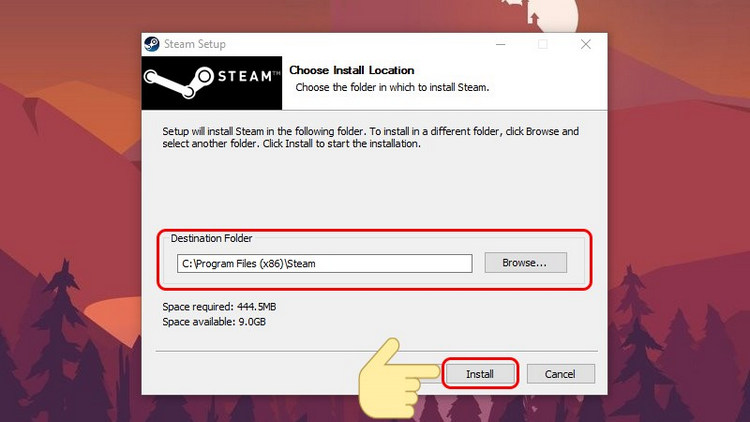 Steam Setup
STEAM™
Choose Install Location
Choose the folder in which to install Steam.
Setup will install Steam in the following folder. To install in a different folder, click Browse and
select another folder. Click Install to start the installation.
Destination Folder
C:\Program Files (x86)\Steam
Browse...
Space required: 444.5MB
Space available: 9.0GB
Install
Cancel